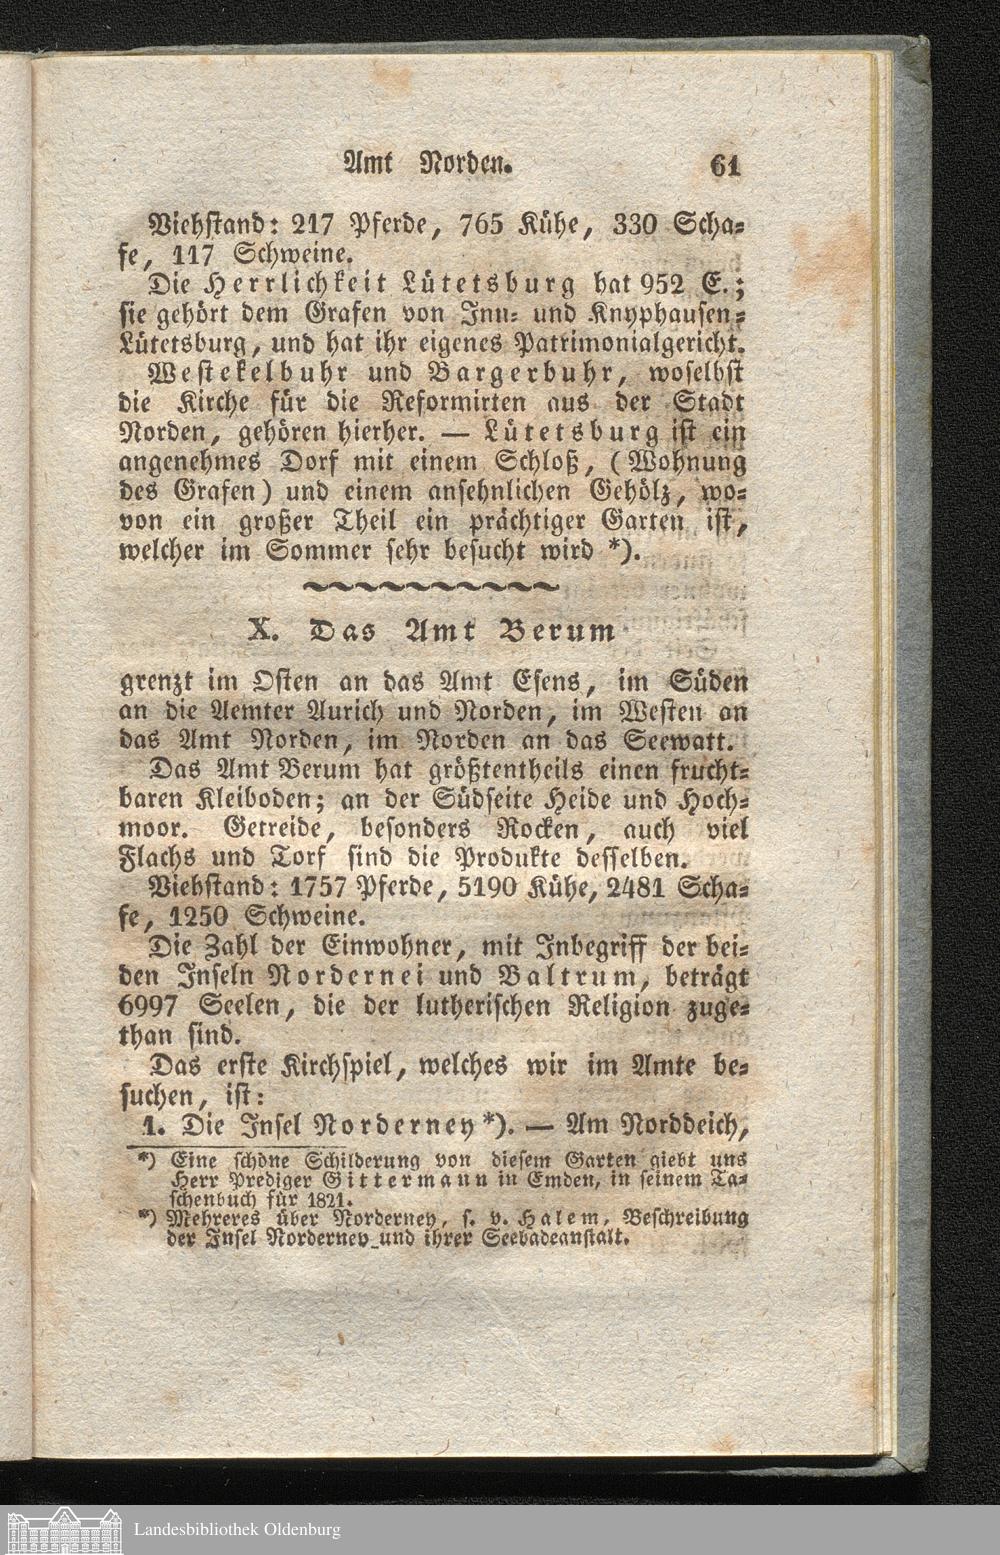 Amt Norden. 61
Viehstand: 217 Pferde, 765 Kühe, 330 Scha-
fe, 117 Schweine.
Die Herrlichkeit Lütetsburg hat 952 E.;
sie gehört dem Grafen von Inn- und Knyphausen-
Lütetsburg, und hat ihr eigenes Patrimonialgericht.
Westekelbuhr und Bargerbuhr, woselbst
die Kirche für die Reformirten aus der Stadt
Norden, gehören hierher. — Lütetsburg ist ein
angenehmes Dorf mit einem Schloß, (Wohnung
des Grafen) und einem ansehnlichen Gehölz, wo-
von ein großer Theil ein prächtiger Garten ist,
welcher im Sommer sehr besucht wird *).
X. Das Amt Berum
grenzt im Osten an das Amt Esens, im Süden
an die Aemter Aurich und Norden, im Westen an
das Amt Norden, im Norden an das Seewatt.
Das Amt Berum hat größtentheils einen frucht-
baren Kleiboden; an der Südseite Heide und Hoch-
moor. Getreide, besonders Rocken, auch viel
Flachs und Torf sind die Produkte desselben.
Viehstand: 1757 Pferde, 5190 Kühe, 2481 Scha-
fe, 1250 Schweine.
Die Zahl der Einwohner, mit Inbegriff der bei-
den Inseln Nordernei und Baltrum, beträgt
6997 Seelen, die der lutherischen Religion zuge-
than sind.
Das erste Kirchspiel, welches wir im Amte be-
suchen, ist:
1. Die Insel Norderney *). — Am Norddeich,
*) Eine schöne Schilderung von diesem Garten giebt uns
Herr Prediger Gittermann in Emden, in seinem Ta-
schenbuch für 1821.
*) Mehreres über Norderney, s. v. Halem, Beschreibung
der Insel Norderney und ihrer Seebadeanstalt.
Landesbibliothek Oldenburg